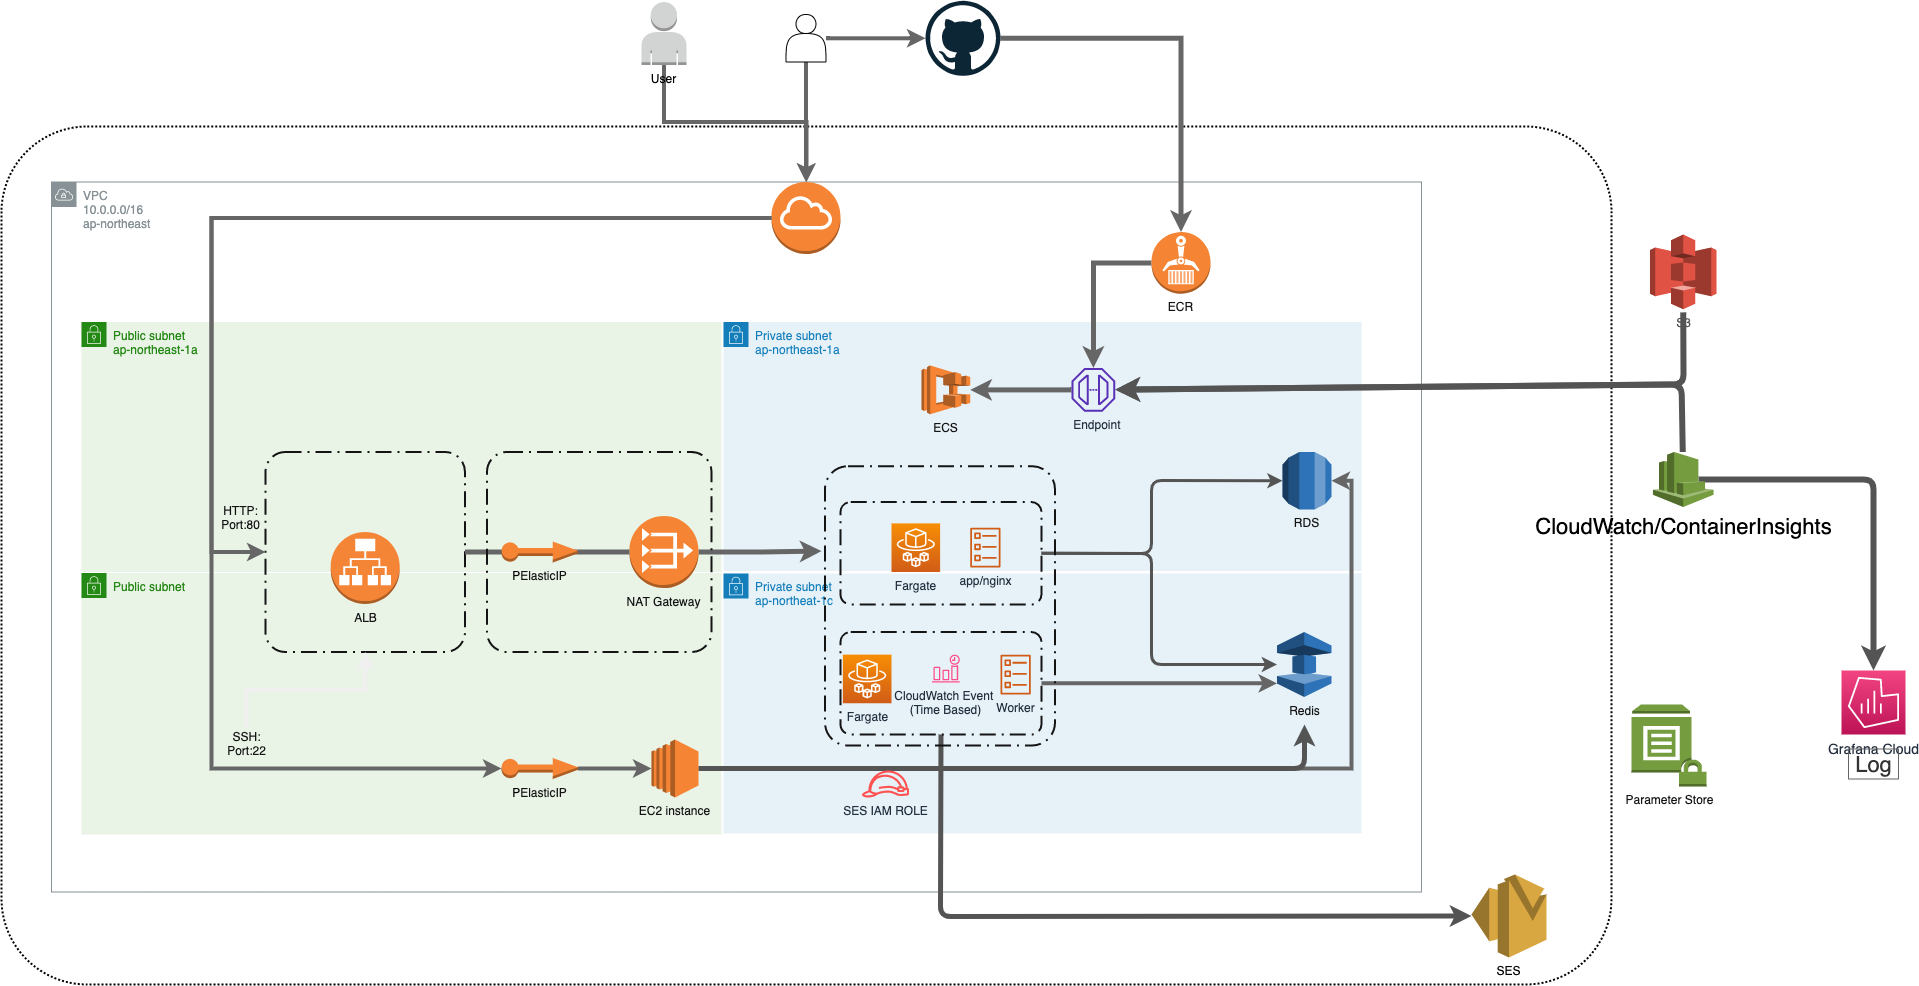 User
VPC
10.0.0.0/16
ap-northeast
ECR
S3
Public subnet
ap-northeast-1a
Private subnet
ap-northeast-1a
ECS
Endpoint
HTTP:
Port:80
PElasticIP
NAT Gateway
ALB
Public subnet
Private subnet
ap-northeat-1c
Fargate
app/nginx
RDS
CloudWatch/ContainerInsights
Fargate
CloudWatch Event
(Time Based)
Worker
Redis
SSH:
Port:22
PElasticIP
EC2 instance
SES IAM ROLE
Parameter Store
Grafana Cloud
Log
SES